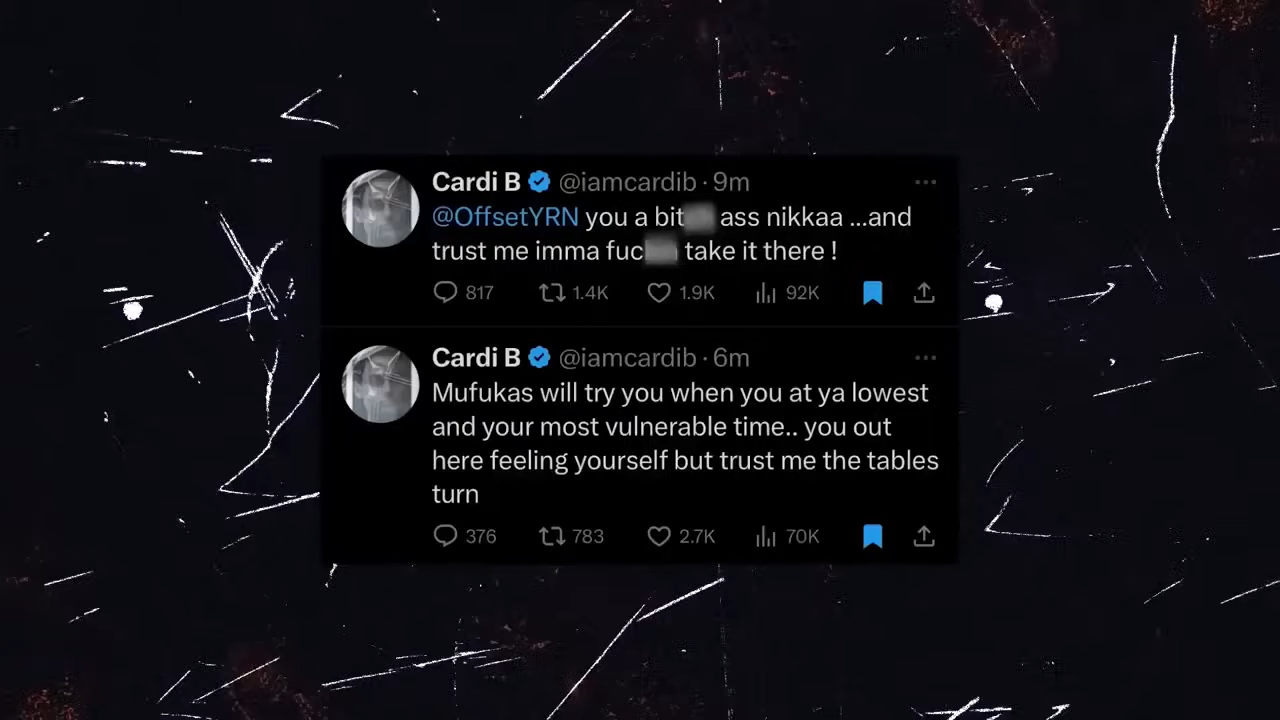 Cardi B @iamcardib · 9m
@OffsetYRN you a bit ass nikkaa ...and
trust me imma fuc take it there !
817 1.4K 1.9K 92K
Cardi B @iamcardib · 6m
Mufukas will try you when you at ya lowest
and your most vulnerable time.. you out
here feeling yourself but trust me the tables
turn
376 783 2.7K 70K